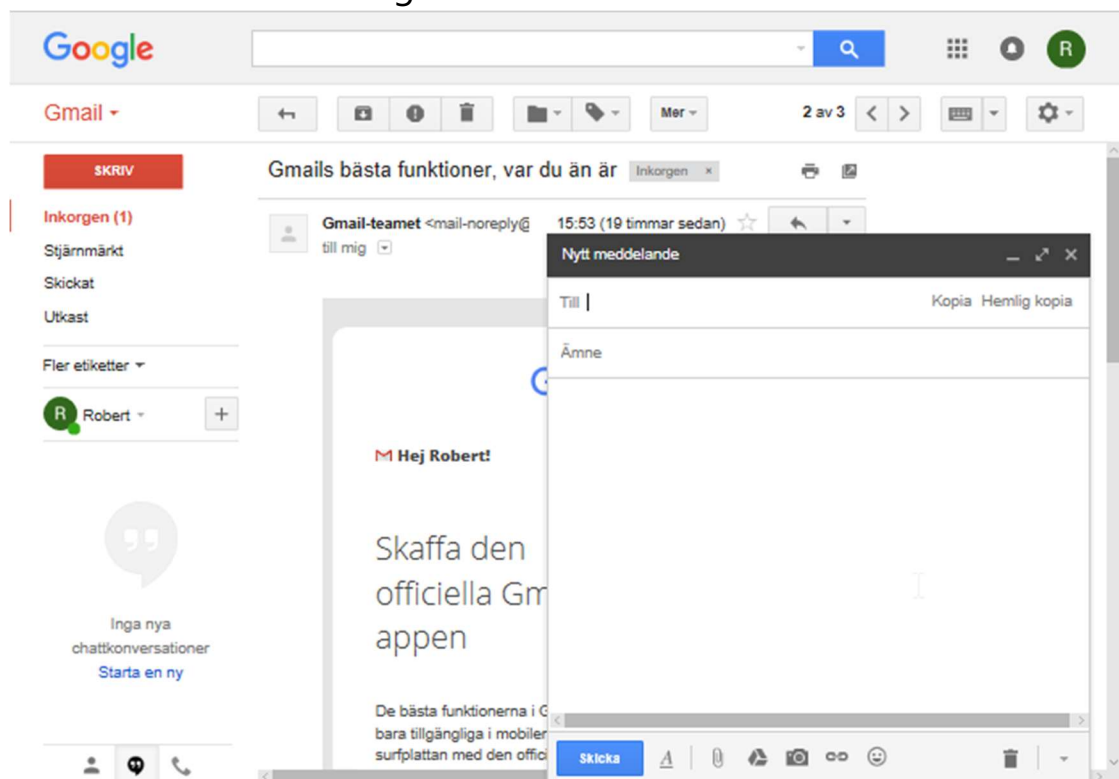 Google
R
Gmail
Mer
2 av 3
SKRIV
Gmails bästa funktioner, var du än är Inkorgen ×
Inkorgen (1)
Stjärnmärkt
Skickat
Utkast
Fler etiketter
R Robert +
Inga nya
chattkonversationer
Starta en ny
Gmail-teamet <mail-noreply@ 15:53 (19 timmar sedan)
till mig
Hej Robert!
Skaffa den
officiella Gm
appen
De bästa funktionerna i G
bara tillgängliga i mobiler
surfplattan med den offic
Nytt meddelande
Till Kopia Hemlig kopia
Ämne
Skicka A